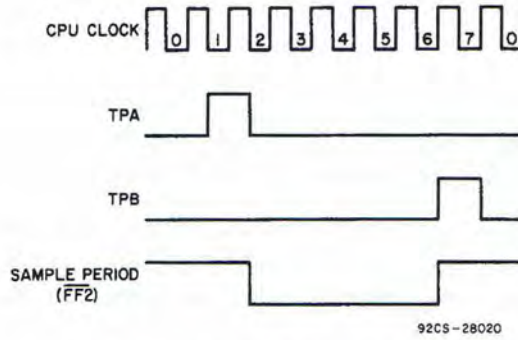 CPU CLOCK
0 1 2 3 4 5 6 7 0
TPA
TPB
SAMPLE PERIOD
(FF2)
92CS-28020